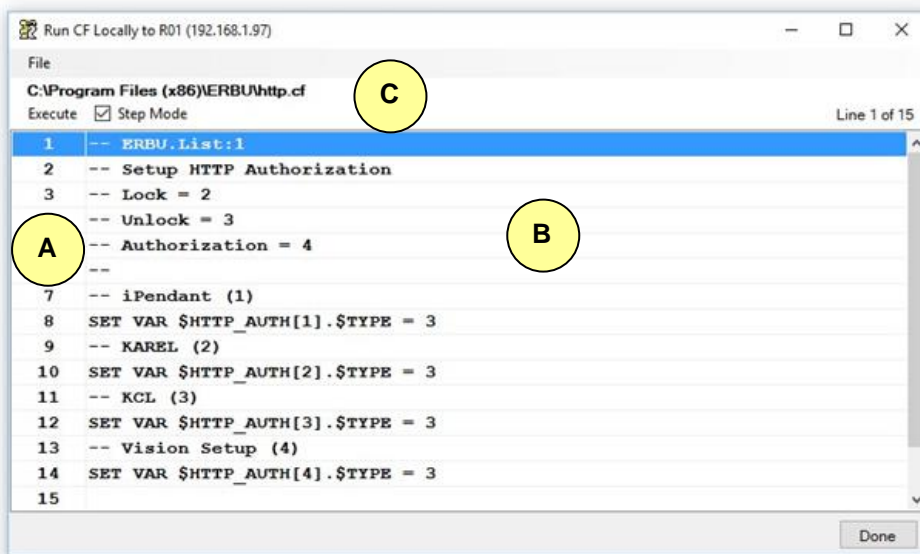 Run CF Locally to R01 (192.168.1.97)
File
C:\Program Files (x86)\ERBU\http.cf
C
Execute Step Mode Line 1 of 15
1 -- ERBU.List:1
2 -- Setup HTTP Authorization
3 -- Lock = 2
-- Unlock = 3
A -- Authorization = 4 B
--
7 -- iPendant (1)
8 SET VAR $HTTP_AUTH[1].$TYPE = 3
9 -- KAREL (2)
10 SET VAR $HTTP_AUTH[2].$TYPE = 3
11 -- KCL (3)
12 SET VAR $HTTP_AUTH[3].$TYPE = 3
13 -- Vision Setup (4)
14 SET VAR $HTTP_AUTH[4].$TYPE = 3
15
Done